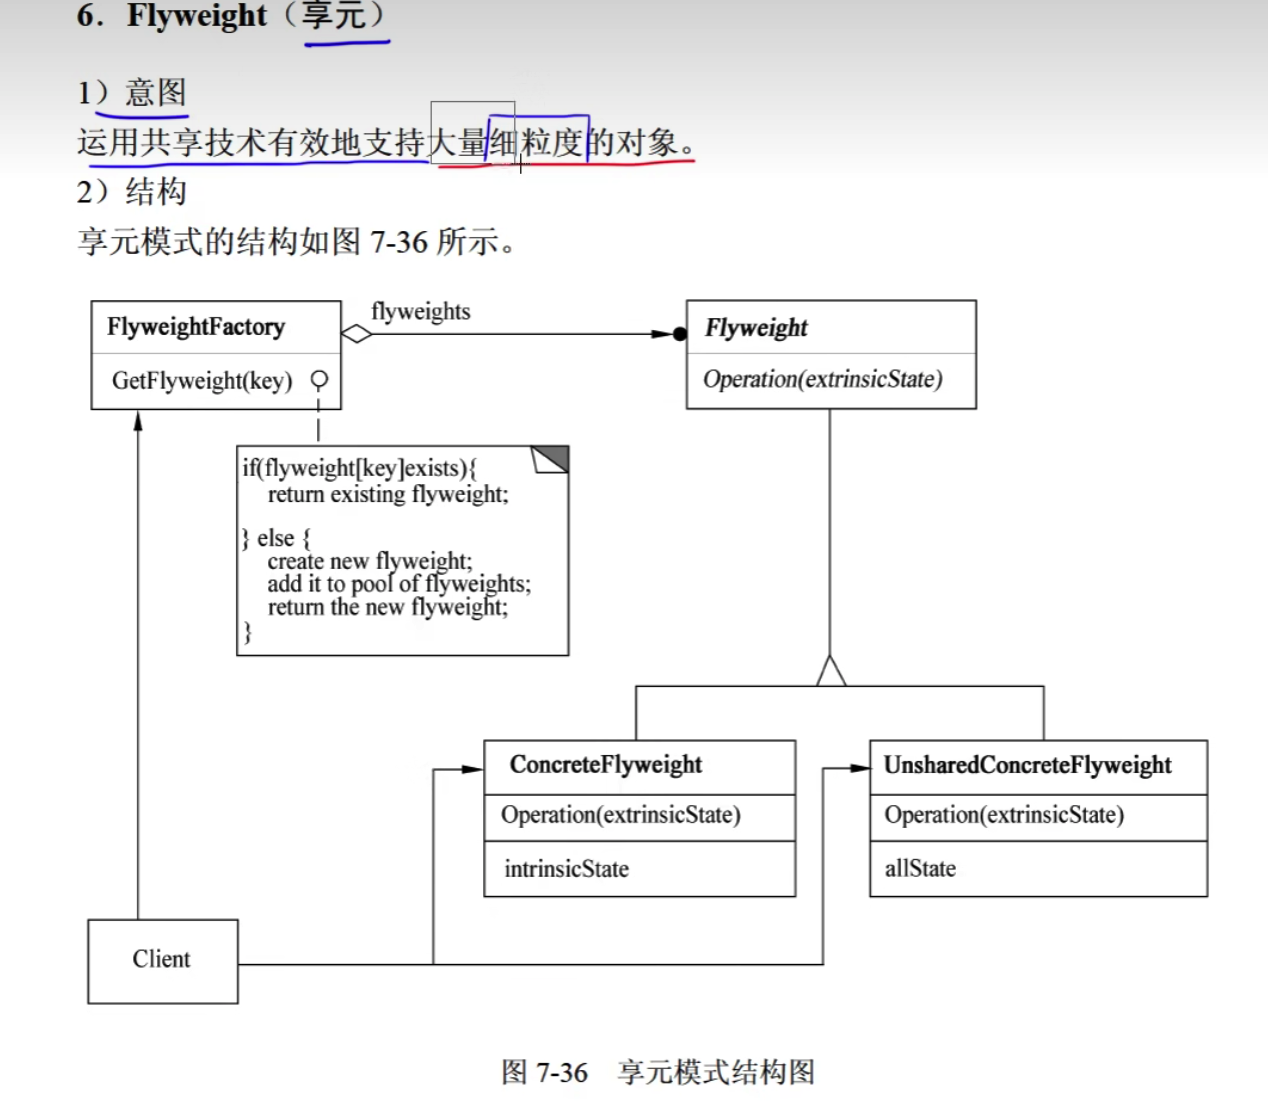 6. Flyweight（享元）
1）意图
运用共享技术有效地支持大量细粒度的对象。
2）结构
享元模式的结构如图 7-36 所示。
flyweights
FlyweightFactory
GetFlyweight(key)
Flyweight
Operation(extrinsicState)
if(flyweight[key]exists){
return existing flyweight;
} else {
create new flyweight;
add it to pool of flyweights;
return the new flyweight;
}
ConcreteFlyweight
Operation(extrinsicState)
intrinsicState
UnsharedConcreteFlyweight
Operation(extrinsicState)
allState
Client
图 7-36 享元模式结构图